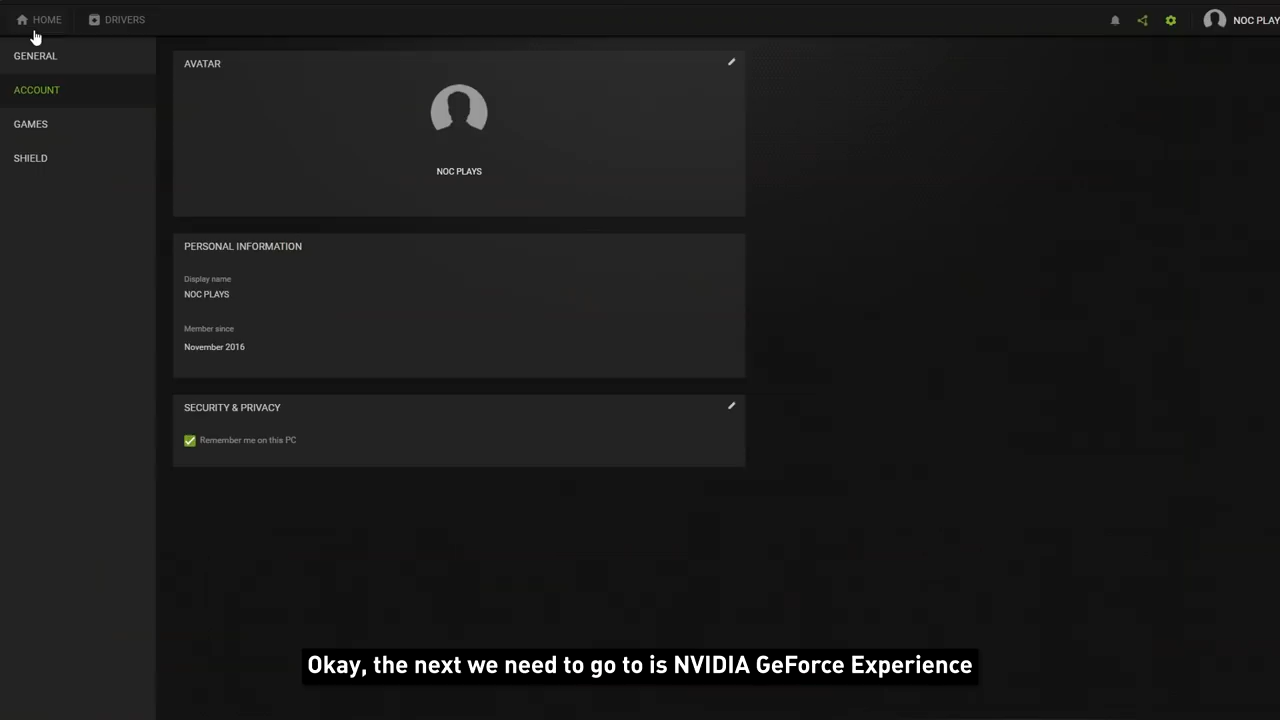 HOME
DRIVERS
NOC PLAY
GENERAL
ACCOUNT
GAMES
SHIELD
AVATAR
NOC PLAYS
PERSONAL INFORMATION
Display name
NOC PLAYS
Member since
November 2016
SECURITY & PRIVACY
Remember me on this PC
Okay, the next we need to go to is NVIDIA GeForce Experience